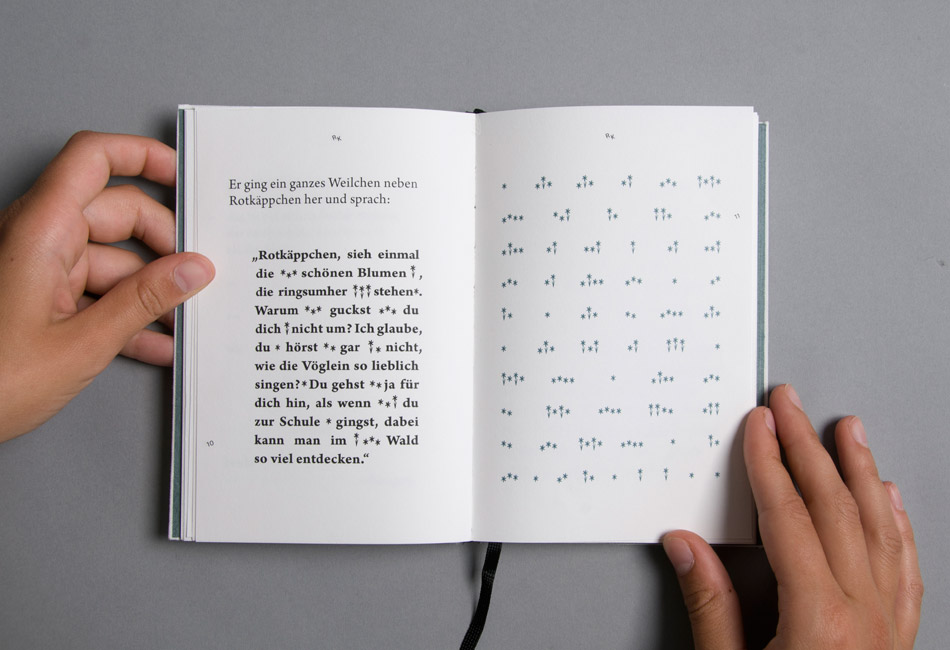 RK
Er ging ein ganzes Weilchen neben
Rotkäppchen her und sprach:
„Rotkäppchen, sieh einmal
die *** schönen Blumen *,
die ringsumher *** stehen*.
Warum *** guckst *** du
dich * nicht um? Ich glaube,
du * hörst ** gar ** nicht,
wie die Vöglein so lieblich
singen?* Du gehst ** ja für
dich hin, als wenn *** du
zur Schule * gingst, dabei
kann man im **** Wald
so viel entdecken.“
10
RK
11